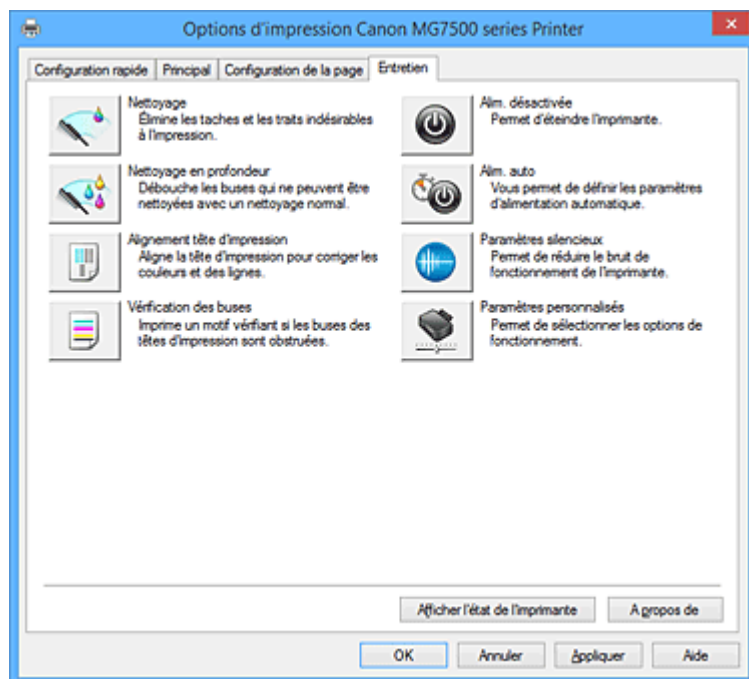 Options d'impression Canon MG7500 series Printer
Configuration rapide
Principal
Configuration de la page
Entretien
Nettoyage
Élimine les taches et les traits indésirables
à l'impression.
Nettoyage en profondeur
Débouche les buses qui ne peuvent être
nettoyées avec un nettoyage normal.
Alignement tête d'impression
Aligne la tête d'impression pour corriger les
couleurs et des lignes.
Vérification des buses
Imprime un motif vérifiant si les buses des
têtes d'impression sont obstruées.
Alim. désactivée
Permet d'éteindre l'imprimante.
Alim. auto
Vous permet de définir les paramètres
d'alimentation automatique.
Paramètres silencieux
Permet de réduire le bruit de
fonctionnement de l'imprimante.
Paramètres personnalisés
Permet de sélectionner les options de
fonctionnement.
Afficher l'état de l'imprimante
A propos de
OK
Annuler
Appliquer
Aide